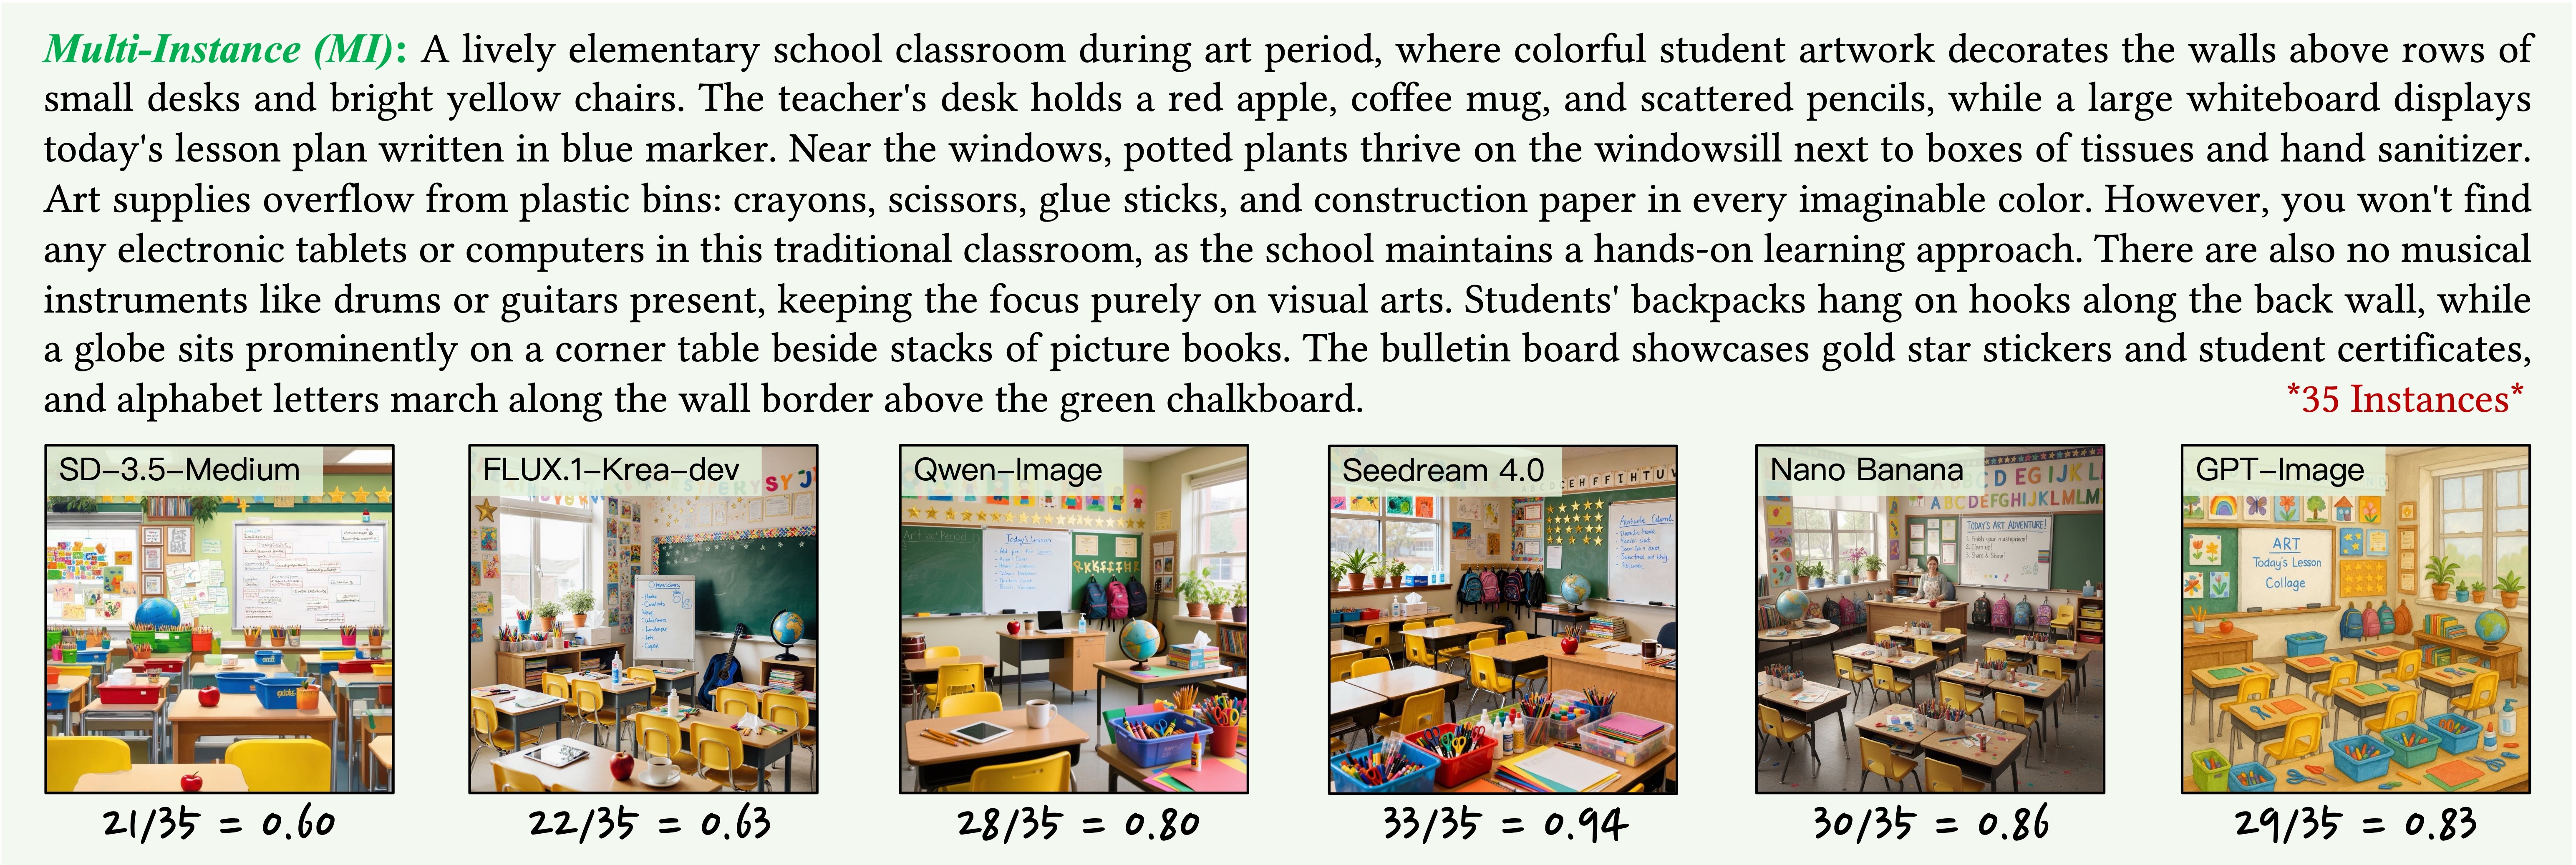 Multi-Instance (MI): A lively elementary school classroom during art period, where colorful student artwork decorates the walls above rows of
small desks and bright yellow chairs. The teacher's desk holds a red apple, coffee mug, and scattered pencils, while a large whiteboard displays
today's lesson plan written in blue marker. Near the windows, potted plants thrive on the windowsill next to boxes of tissues and hand sanitizer.
Art supplies overflow from plastic bins: crayons, scissors, glue sticks, and construction paper in every imaginable color. However, you won't find
any electronic tablets or computers in this traditional classroom, as the school maintains a hands-on learning approach. There are also no musical
instruments like drums or guitars present, keeping the focus purely on visual arts. Students' backpacks hang on hooks along the back wall, while
a globe sits prominently on a corner table beside stacks of picture books. The bulletin board showcases gold star stickers and student certificates,
and alphabet letters march along the wall border above the green chalkboard.
*35 Instances*
SD-3.5-Medium
FLUX.1-Krea-dev
Qwen-Image
Seedream 4.0
Nano Banana
GPT-Image
Today's Lesson
TODAY'S ART ADVENTURE!
1. Finish your masterpiece!
2. Clean up!
3. Share & Shine!
ABCDEFGHIJKLMLM
ART
Today's Lesson
Collage
21/35 = 0.60
22/35 = 0.63
28/35 = 0.80
33/35 = 0.94
30/35 = 0.86
29/35 = 0.83